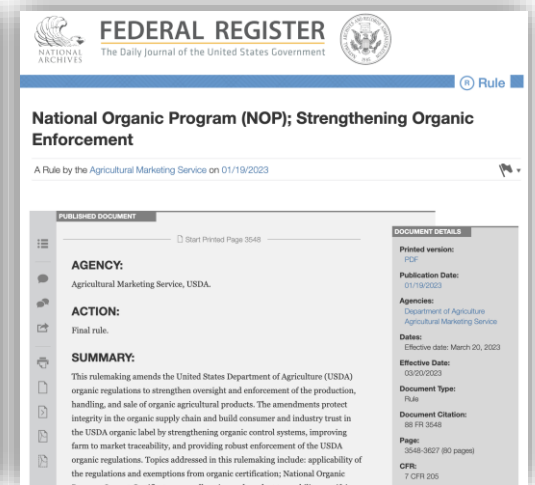 NATIONAL
ARCHIVES
FEDERAL REGISTER
The Daily Journal of the United States Government
Rule
National Organic Program (NOP); Strengthening Organic
Enforcement
A Rule by the Agricultural Marketing Service on 01/19/2023
PUBLISHED DOCUMENT
Start Printed Page 3548
AGENCY:
Agricultural Marketing Service, USDA.
ACTION:
Final rule.
SUMMARY:
This rulemaking amends the United States Department of Agriculture (USDA)
organic regulations to strengthen oversight and enforcement of the production,
handling, and sale of organic agricultural products. The amendments protect
integrity in the organic supply chain and build consumer and industry trust in
the USDA organic label by strengthening organic control systems, improving
farm to market traceability, and providing robust enforcement of the USDA
organic regulations. Topics addressed in this rulemaking include: applicability of
the regulations and exemptions from organic certification; National Organic
DOCUMENT DETAILS
Printed version:
PDF
Publication Date:
01/19/2023
Agencies:
Department of Agriculture
Agricultural Marketing Service
Dates:
Effective date: March 20, 2023
Effective Date:
03/20/2023
Document Type:
Rule
Document Citation:
88 FR 3548
Page:
3548-3627 (80 pages)
CFR:
7 CFR 205